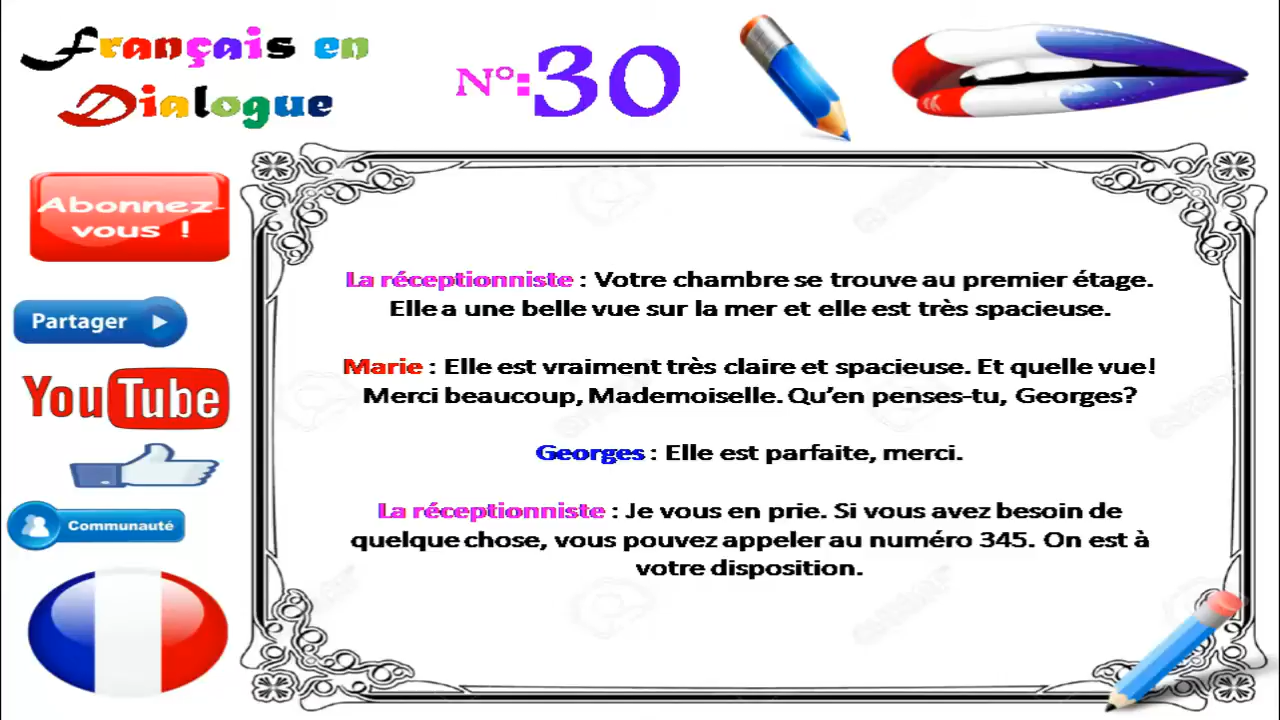 Français en
Dialogue
N°:30
Abonnez-
vous !
Partager
YouTube
Communauté
La réceptionniste : Votre chambre se trouve au premier étage.
Elle a une belle vue sur la mer et elle est très spacieuse.
Marie : Elle est vraiment très claire et spacieuse. Et quelle vue!
Merci beaucoup, Mademoiselle. Qu’en penses-tu, Georges?
Georges : Elle est parfaite, merci.
La réceptionniste : Je vous en prie. Si vous avez besoin de
quelque chose, vous pouvez appeler au numéro 345. On est à
votre disposition.